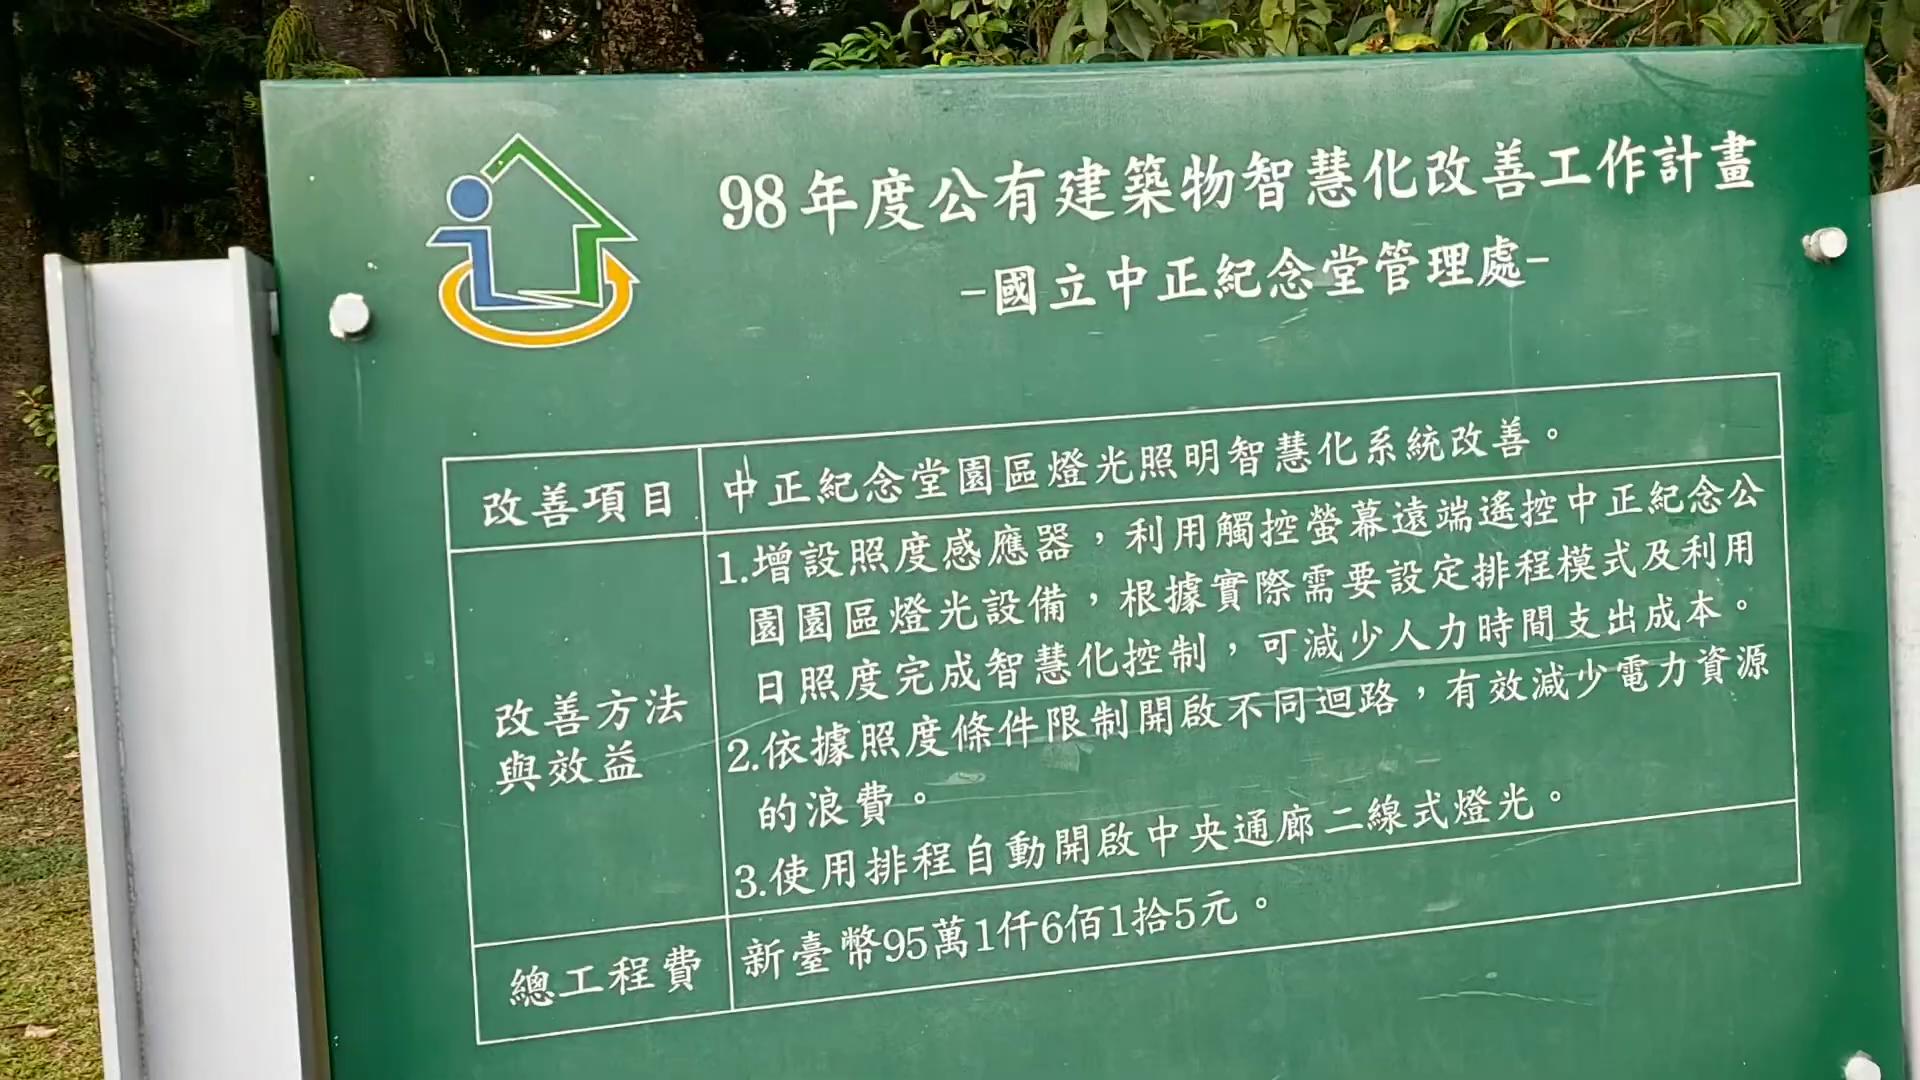 98年度公有建築物智慧化改善工作計畫
-國立中正紀念堂管理處-
改善項目
中正紀念堂園區燈光照明智慧化系統改善。
改善方法
與效益
1.增設照度感應器，利用觸控螢幕遠端遙控中正紀念公
園園區燈光設備，根據實際需要設定排程模式及利用
日照度完成智慧化控制，可減少人力時間支出成本。
2.依據照度條件限制開啟不同迴路，有效減少電力資源
的浪費。
3.使用排程自動開啟中央通廊二線式燈光。
總工程費
新臺幣95萬1仟6佰1拾5元。